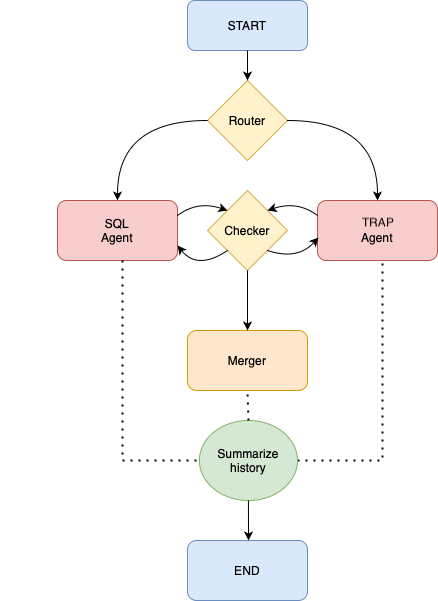 START
Router
SQL
Agent
Checker
TRAP
Agent
Merger
Summarize
history
END